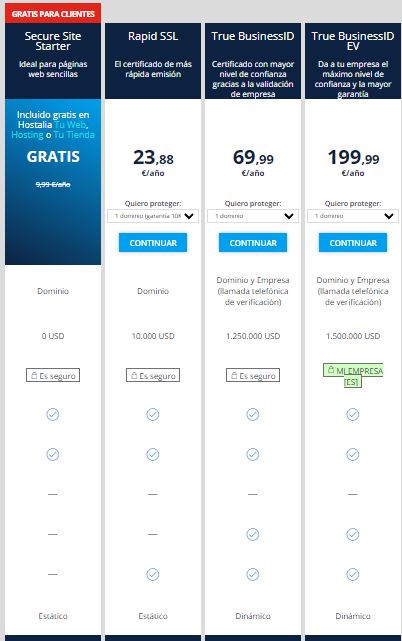 GRATIS PARA CLIENTES
Secure Site
Starter
Ideal para páginas
web sencillas
Incluido gratis en
Hostalia Tu Web,
Hosting o Tu Tienda
GRATIS
9,99 €/año
Dominio
0 USD
Es seguro
—
—
—
Estático
Rapid SSL
El certificado de más
rápida emisión
23,88
€/año
Quiero proteger:
1 dominio (garantía 10K
CONTINUAR
Dominio
10.000 USD
Es seguro
—
—
Estático
True BusinessID
Certificado con mayor
nivel de confianza
gracias a la validación
de empresa
69,99
€/año
Quiero proteger:
1 dominio
CONTINUAR
Dominio y Empresa
(llamada telefónica
de verificación)
1.250.000 USD
Es seguro
—
Dinámico
True BusinessID
EV
Da a tu empresa el
máximo nivel de
confianza y la mayor
garantía
199,99
€/año
Quiero proteger:
1 dominio
CONTINUAR
Dominio y Empresa
(llamada telefónica
de verificación)
1.500.000 USD
MI EMPRESA
[ES]
—
Dinámico